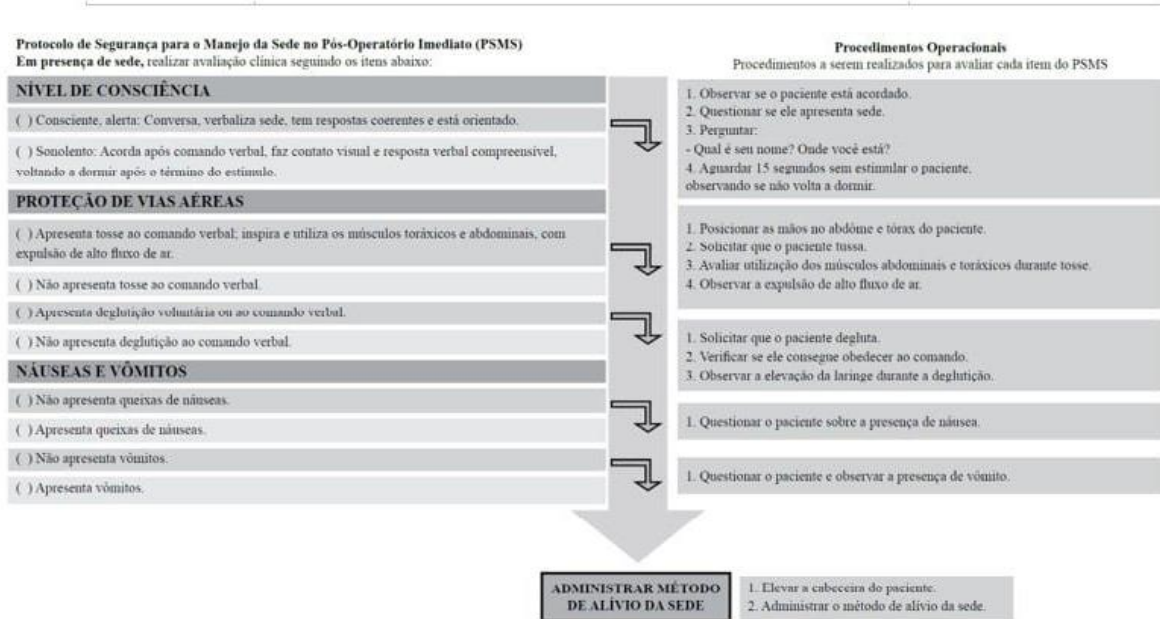 Protocolo de Segurança para o Manejo da Sede no Pós-Operatório Imediato (PSMS)
Em presença de sede, realizar avaliação clínica seguindo os itens abaixo:
NÍVEL DE CONSCIÊNCIA
( ) Consciente, alerta: Conversa, verbaliza sede, tem respostas coerentes e está orientado.
( ) Sonolento: Acorda após comando verbal, faz contato visual e resposta verbal compreensível,
voltando a dormir após o término do estímulo.
PROTEÇÃO DE VIAS AÉREAS
( ) Apresenta tosse ao comando verbal; inspira e utiliza os músculos toráxicos e abdominais, com
expulsão de alto fluxo de ar.
( ) Não apresenta tosse ao comando verbal.
( ) Apresenta deglutição voluntária ou ao comando verbal.
( ) Não apresenta deglutição ao comando verbal.
NÁUSEAS E VÔMITOS
( ) Não apresenta queixas de náuseas.
( ) Apresenta queixas de náuseas.
( ) Não apresenta vômitos.
( ) Apresenta vômitos.
Procedimentos Operacionais
Procedimentos a serem realizados para avaliar cada item do PSMS
1. Observar se o paciente está acordado.
2. Questionar se ele apresenta sede.
3. Perguntar:
- Qual é seu nome? Onde você está?
4. Aguardar 15 segundos sem estimular o paciente,
observando se não volta a dormir.
1. Posicionar as mãos no abdôme e tórax do paciente.
2. Solicitar que o paciente tussa.
3. Avaliar utilização dos músculos abdominais e toráxicos durante tosse.
4. Observar a expulsão de alto fluxo de ar.
1. Solicitar que o paciente degluta.
2. Verificar se ele consegue obedecer ao comando.
3. Observar a elevação da laringe durante a deglutição.
1. Questionar o paciente sobre a presença de náusea.
1. Questionar o paciente e observar a presença de vômito.
ADMINISTRAR MÉTODO
DE ALÍVIO DA SEDE
1. Elevar a cabeceira do paciente.
2. Administrar o método de alívio da sede.